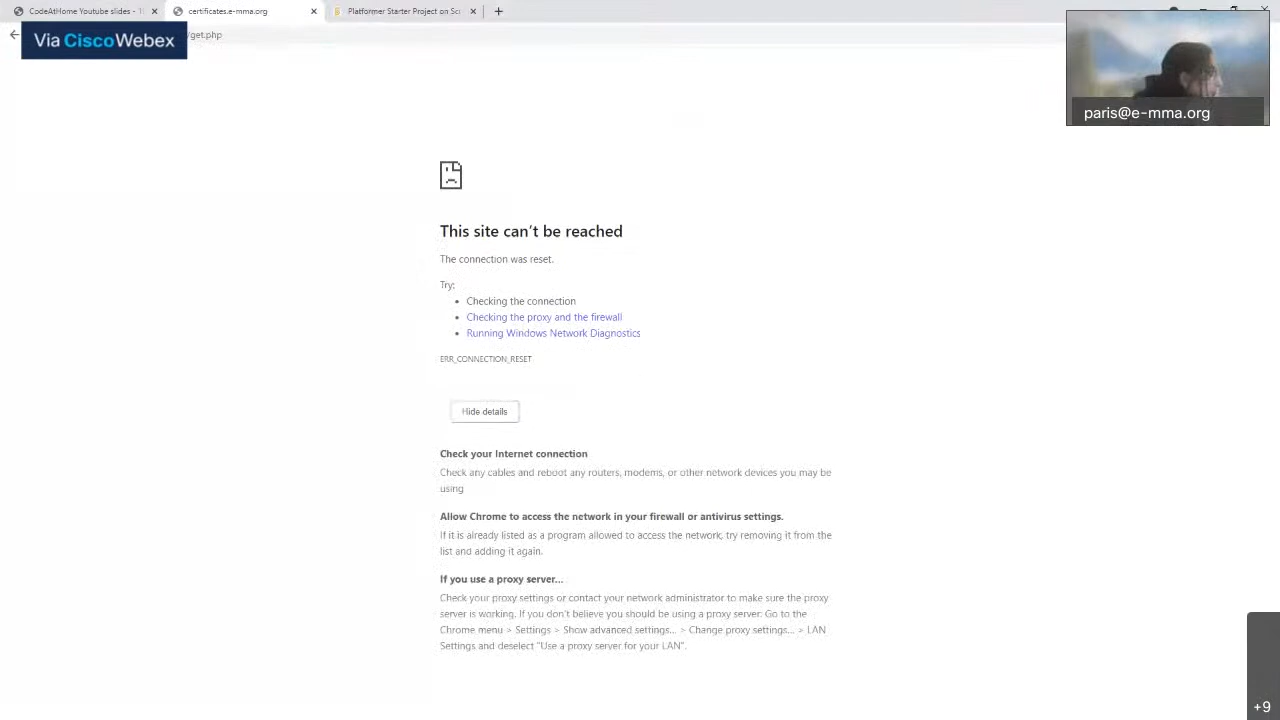 CodeAtHome Youtube slides - 1
certificates.e-mma.org
Platformer Starter Project on Sc
Via CiscoWebex
/get.php
paris@e-mma.org
This site can't be reached
The connection was reset.
Try:
Checking the connection
Checking the proxy and the firewall
Running Windows Network Diagnostics
ERR_CONNECTION_RESET
Hide details
Check your Internet connection
Check any cables and reboot any routers, modems, or other network devices you may be
using
Allow Chrome to access the network in your firewall or antivirus settings.
If it is already listed as a program allowed to access the network, try removing it from the
list and adding it again.
If you use a proxy server...
Check your proxy settings or contact your network administrator to make sure the proxy
server is working. If you don't believe you should be using a proxy server: Go to the
Chrome menu > Settings > Show advanced settings... > Change proxy settings... > LAN
Settings and deselect "Use a proxy server for your LAN".
+9